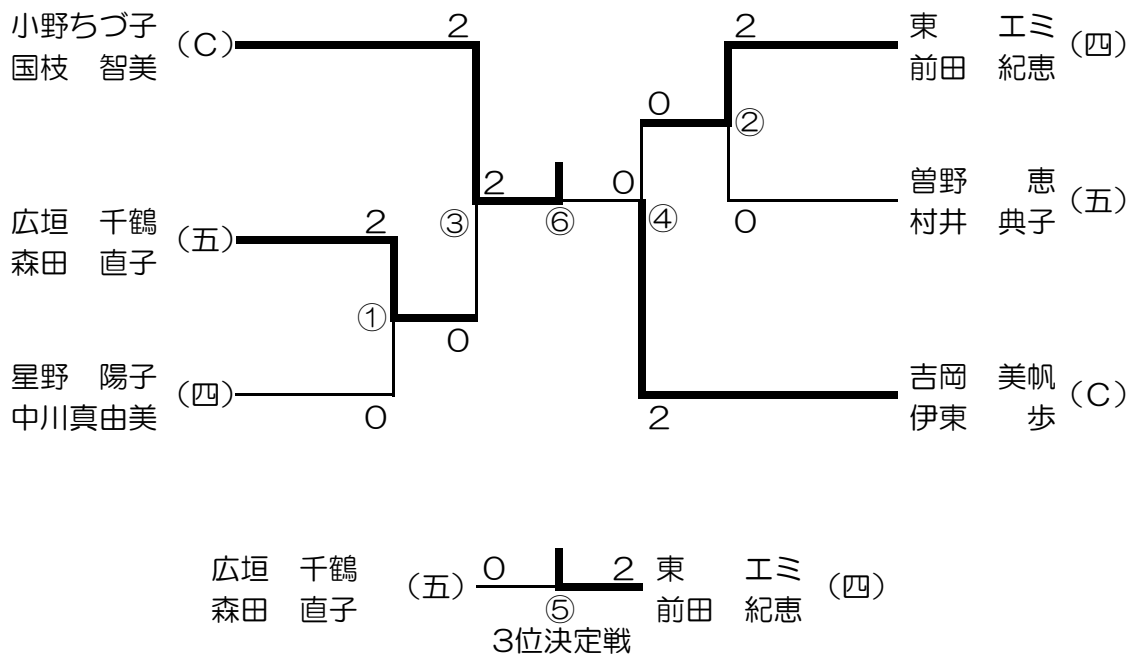 小野ちづ子
国枝　智美
（C）
2
広垣　千鶴
森田　直子
（五）
2
①
0
星野　陽子
中川真由美
（四）
0
③
2
⑥
0
④
0
2
②
0
2
東　　エミ
前田　紀恵
（四）
曽野　　恵
村井　典子
（五）
吉岡　美帆
伊東　　歩
（C）
広垣　千鶴
森田　直子
（五）
0
⑤
2
東　　エミ
前田　紀恵
（四）
3位決定戦